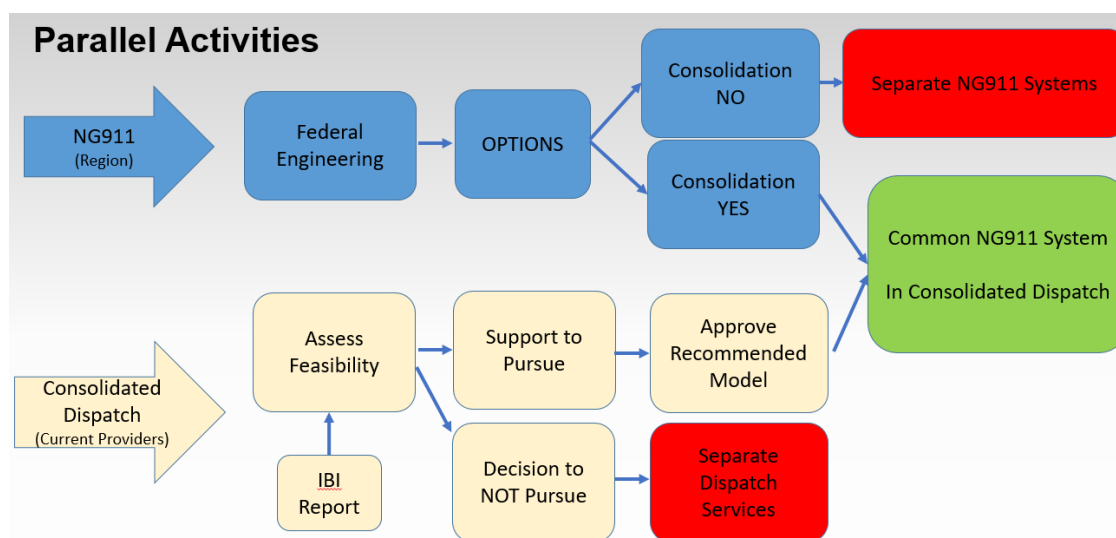 Parallel Activities
NG911
(Region)
Federal
Engineering
OPTIONS
Consolidation
NO
Separate NG911 Systems
Consolidation
YES
Common NG911 System
In Consolidated Dispatch
Consolidated
Dispatch
(Current Providers)
Assess
Feasibility
IBI
Report
Support to
Pursue
Approve
Recommended
Model
Decision to
NOT Pursue
Separate
Dispatch
Services